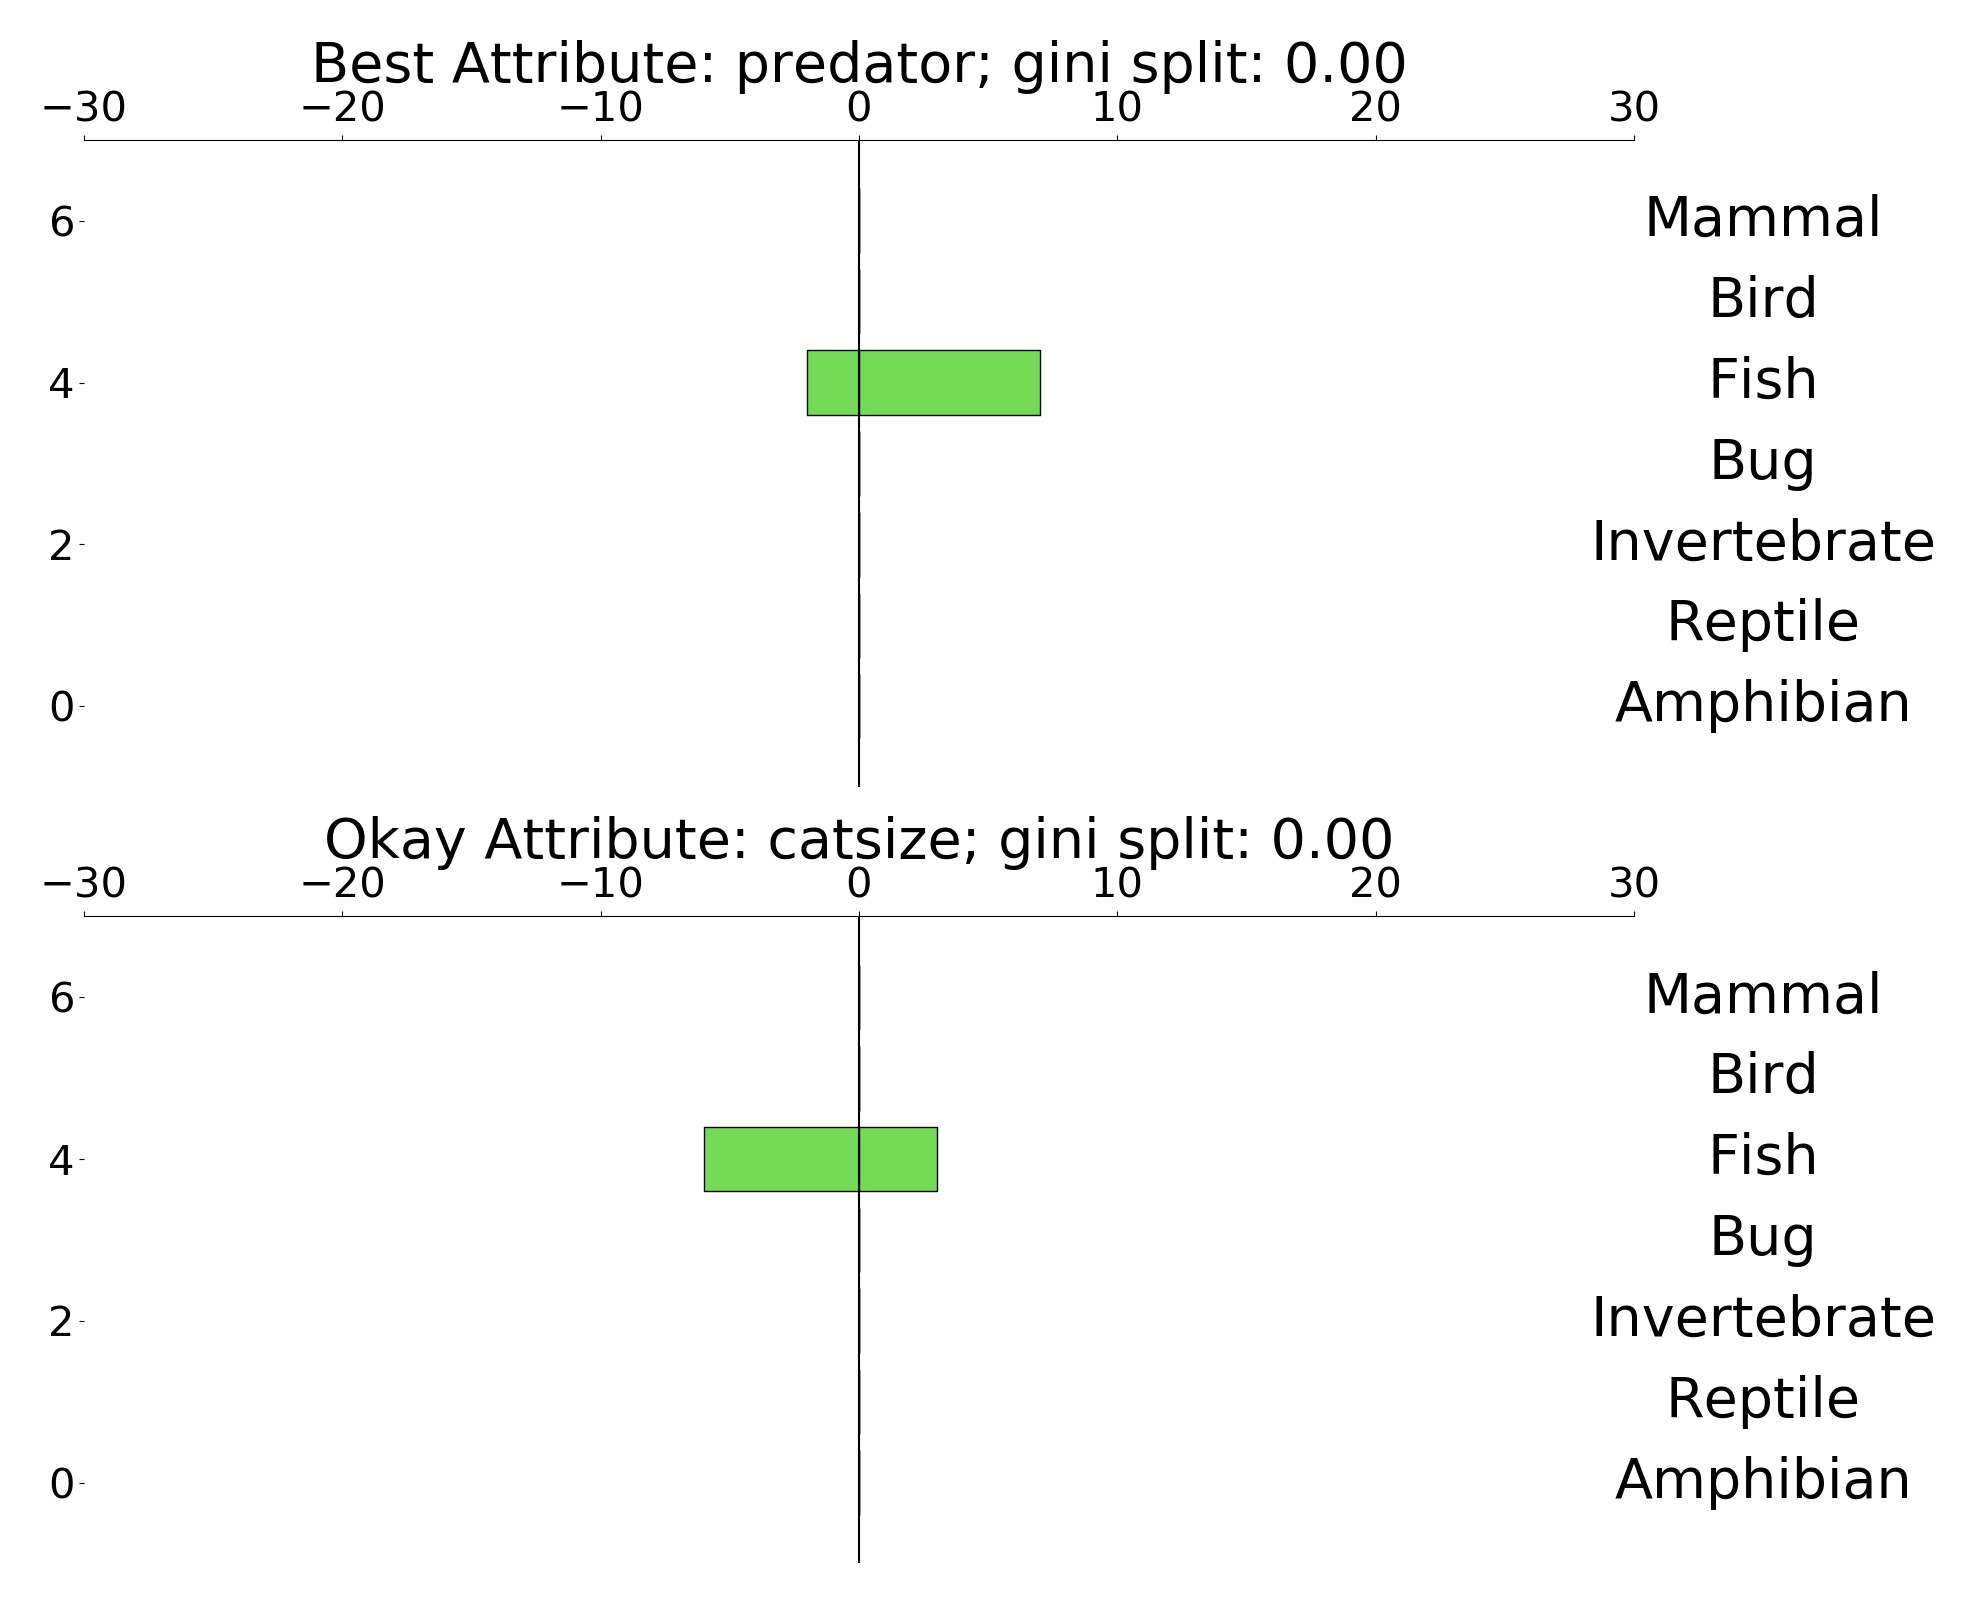 Best Attribute: predator; gini split: 0.00
−30 −20 −10 0 10 20 30
6 Mammal
Bird
4 Fish
Bug
2 Invertebrate
Reptile
0 Amphibian
Okay Attribute: catsize; gini split: 0.00
−30 −20 −10 0 10 20 30
6 Mammal
Bird
4 Fish
Bug
2 Invertebrate
Reptile
0 Amphibian